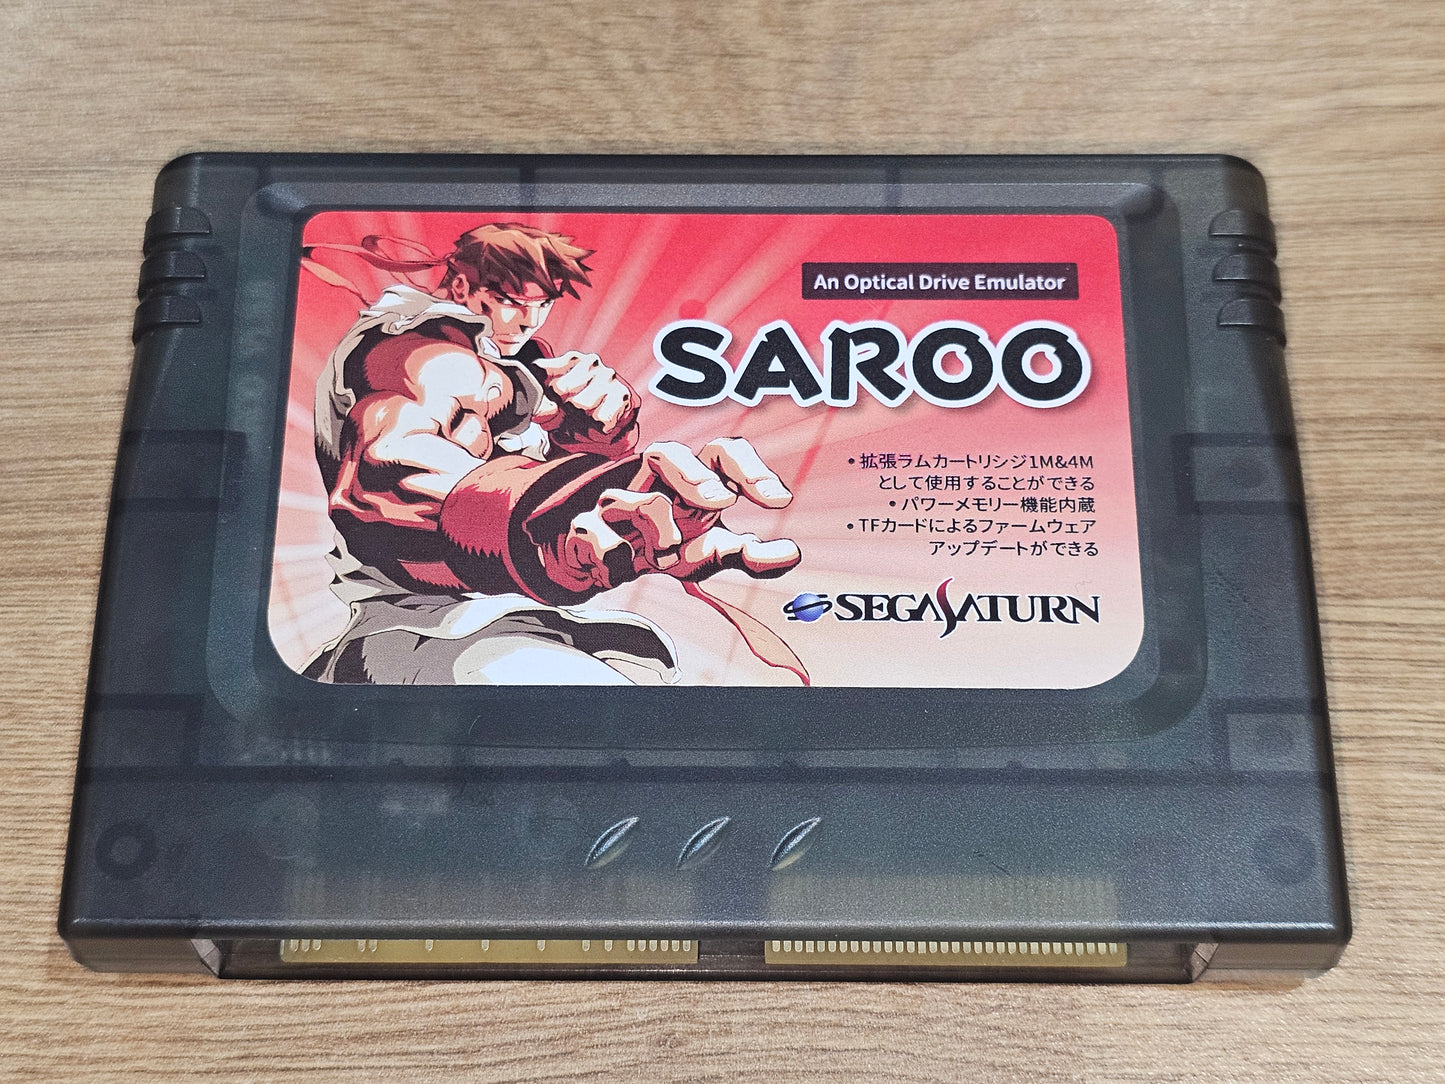 An Optical Drive Emulator
SAROO
・拡張ラムカートリシジ1M&4M
として使用することができる
・パワーメモリー機能内蔵
・TFカードによるファームウェア
アップデートができる
SEGA SATURN